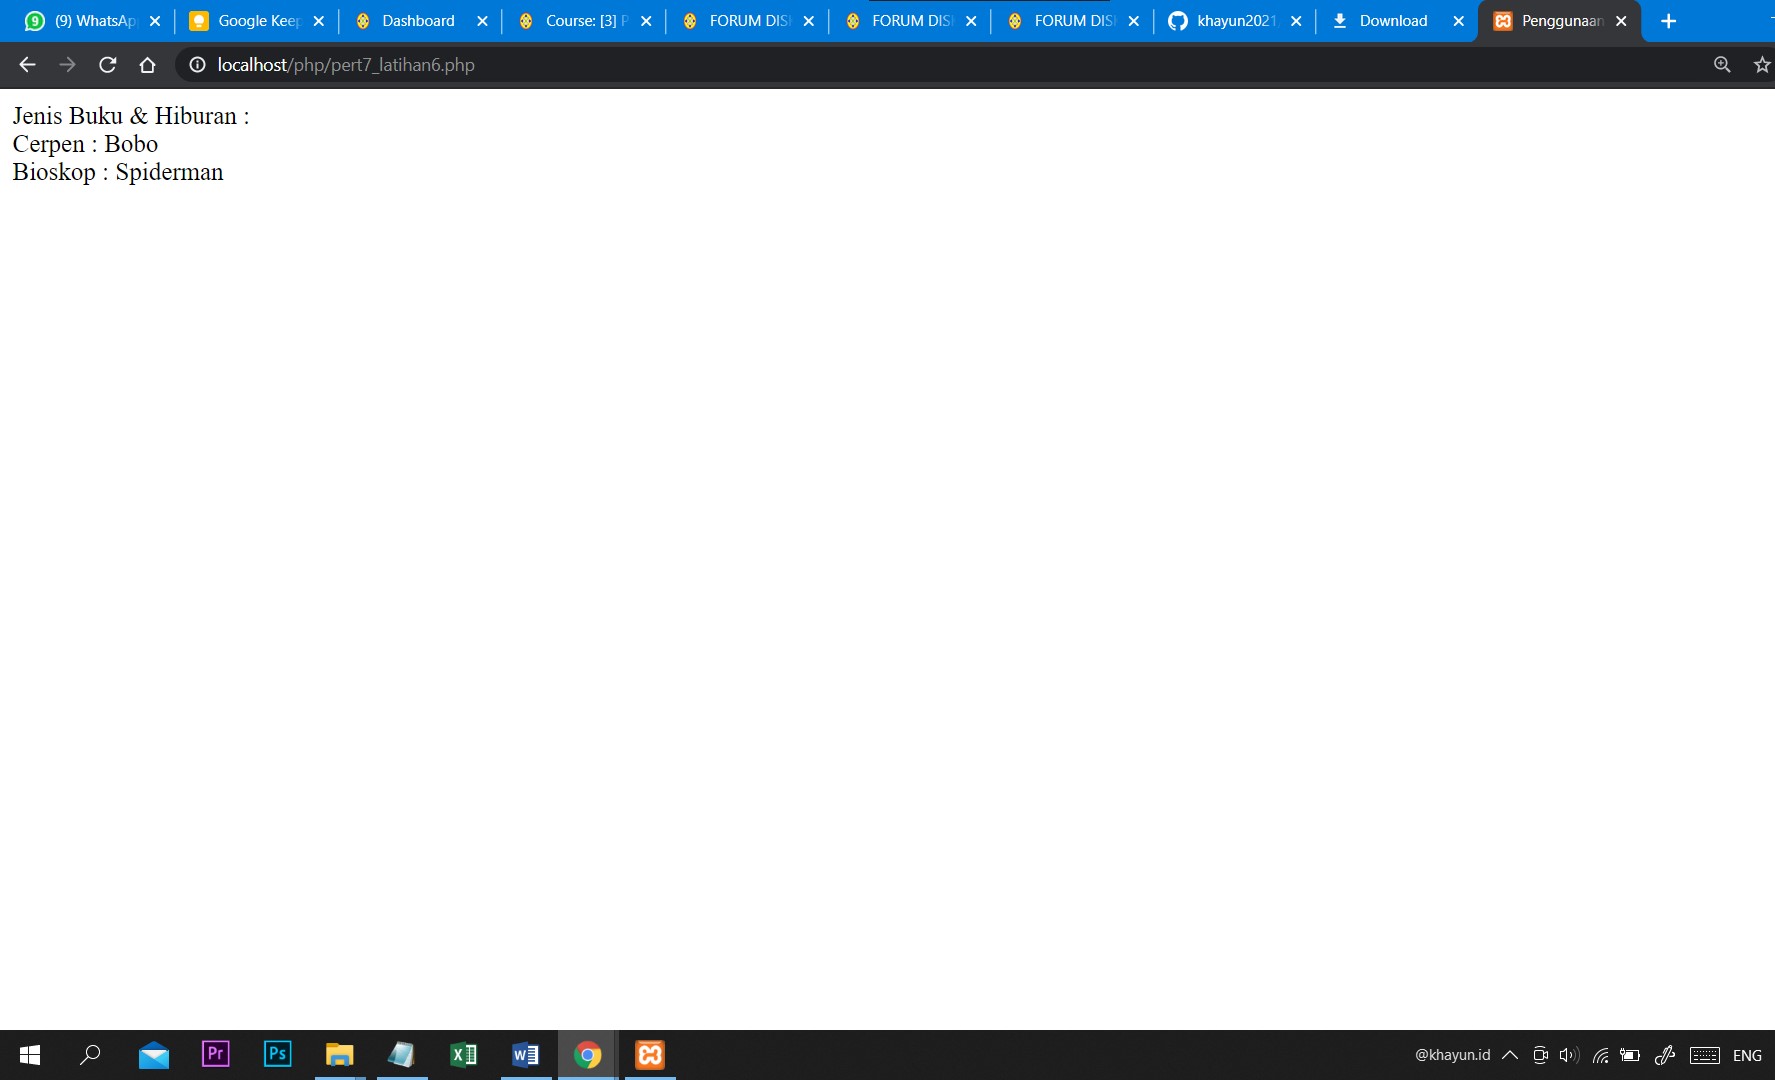 (9) WhatsAp
Google Keep
Dashboard
Course: [3] P
FORUM DIS
FORUM DIS
FORUM DIS
khayun2021
Download
Penggunaan
localhost/php/pert7_latihan6.php
Jenis Buku & Hiburan :
Cerpen : Bobo
Bioskop : Spiderman
Pr
Ps
@khayun.id
ENG